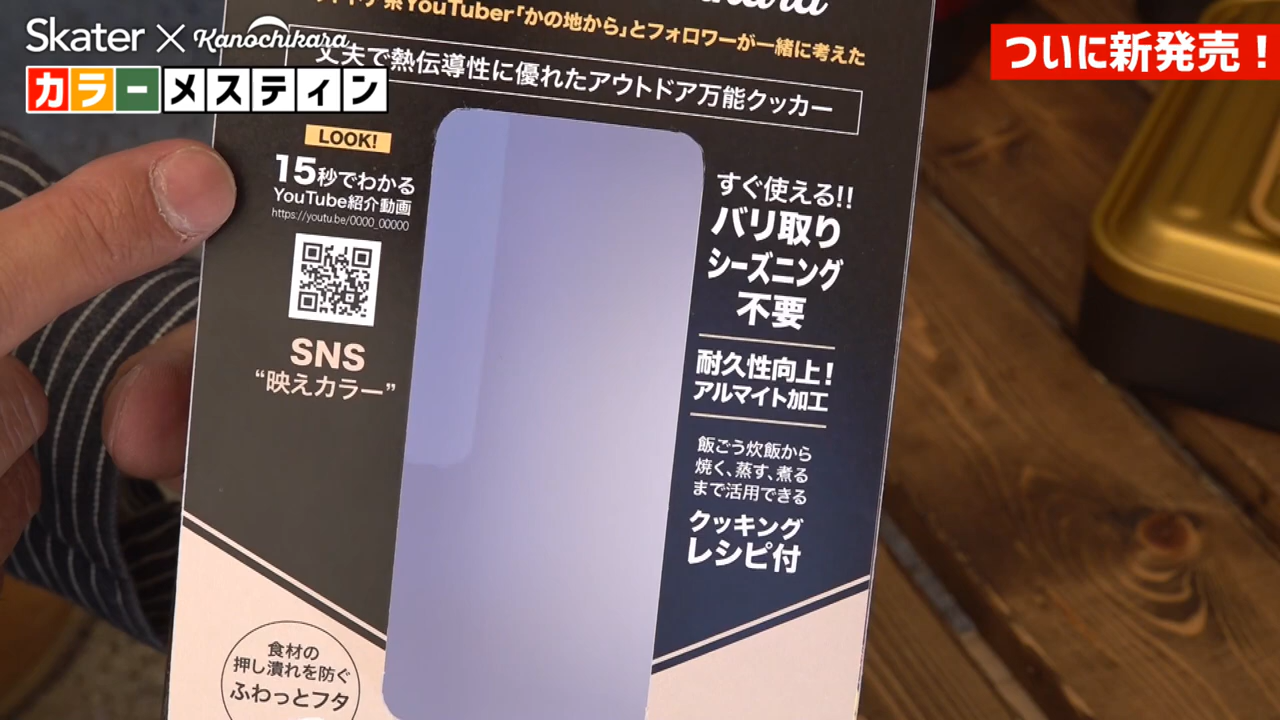 Skater × Kanochikara
カラーメスティン
ついに新発売！
系YouTuber「かの地から」とフォロワーが一緒に考えた
丈夫で熱伝導性に優れたアウトドア万能クッカー
LOOK!
15秒でわかる
YouTube紹介動画
https://youtu.be/0000_00000
SNS
“映えカラー”
すぐ使える!!
バリ取り
シーズニング
不要
耐久性向上!
アルマイト加工
飯ごう炊飯から
焼く、蒸す、煮る
まで活用できる
クッキング
レシピ付
食材の
押し潰れを防ぐ
ふわっとフタ